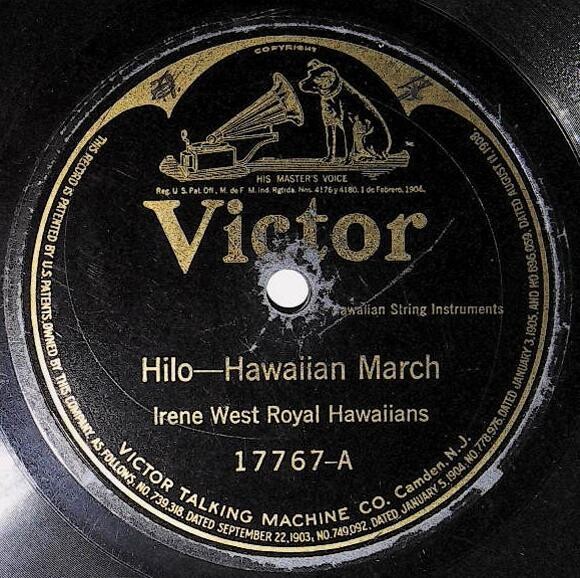 COPYRIGHT
HIS MASTER'S VOICE
Reg. U. S. Pat. Off., M. de F. M. Ind. Rgtrda. Nos. 4176 y 4180. 1 de Febrero, 1904.
Victor
awaiian String Instruments
Hilo—Hawaiian March
Irene West Royal Hawaiians
17767-A
VICTOR TALKING MACHINE CO. Camden, N.J.
THIS RECORD IS PATENTED BY U.S. PATENTS, OWNED BY THIS COMPANY, AS FOLLOWS, NO. 739,318, DATED SEPTEMBER 22, 1903; NO. 749,092, DATED, JANUARY 5, 1904, NO. 778,976, DATED JANUARY 3, 1905, AND NO 896,059, DATED AUGUST 11, 1908.